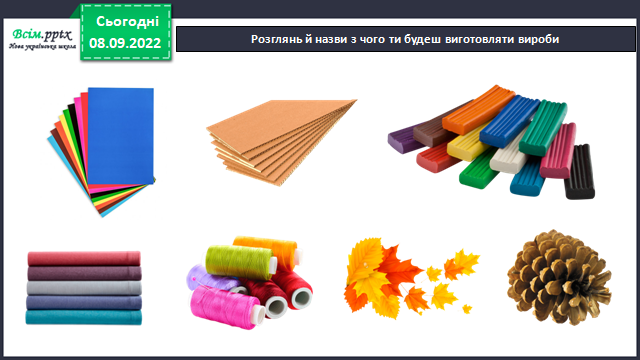 Всім.pptx
Нова українська школа
Сьогодні
08.09.2022
Розглянь й назви з чого ти будеш виготовляти вироби